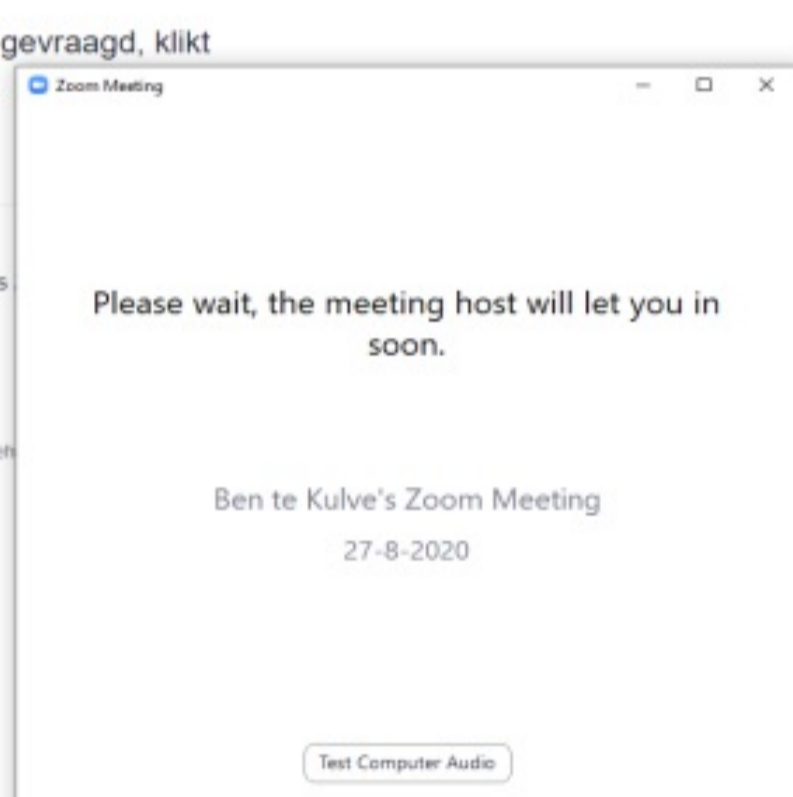 gevraagd, klikt
Zoom Meeting
Please wait, the meeting host will let you in
soon.
Ben te Kulve's Zoom Meeting
27-8-2020
Test Computer Audio